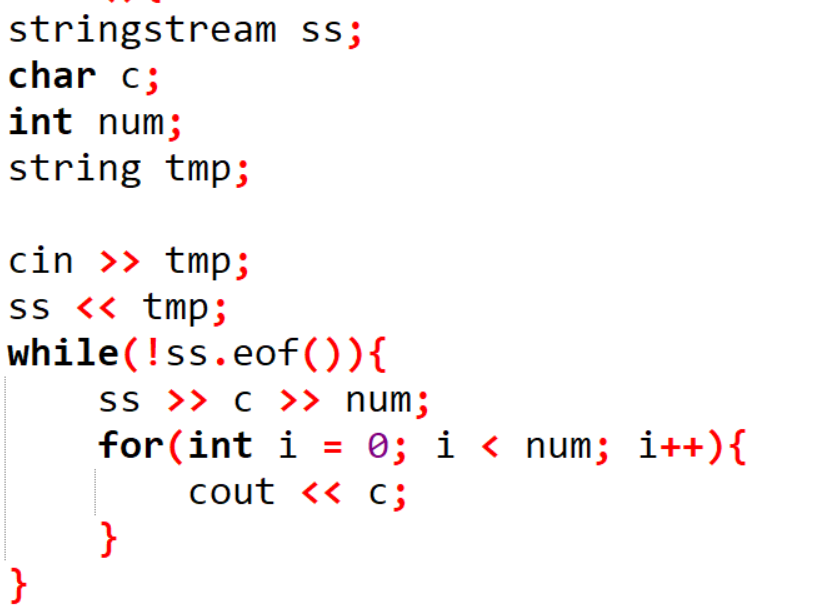 stringstream ss;
char c;
int num;
string tmp;

cin >> tmp;
ss << tmp;
while(!ss.eof()){
    ss >> c >> num;
    for(int i = 0; i < num; i++){
        cout << c;
    }
}